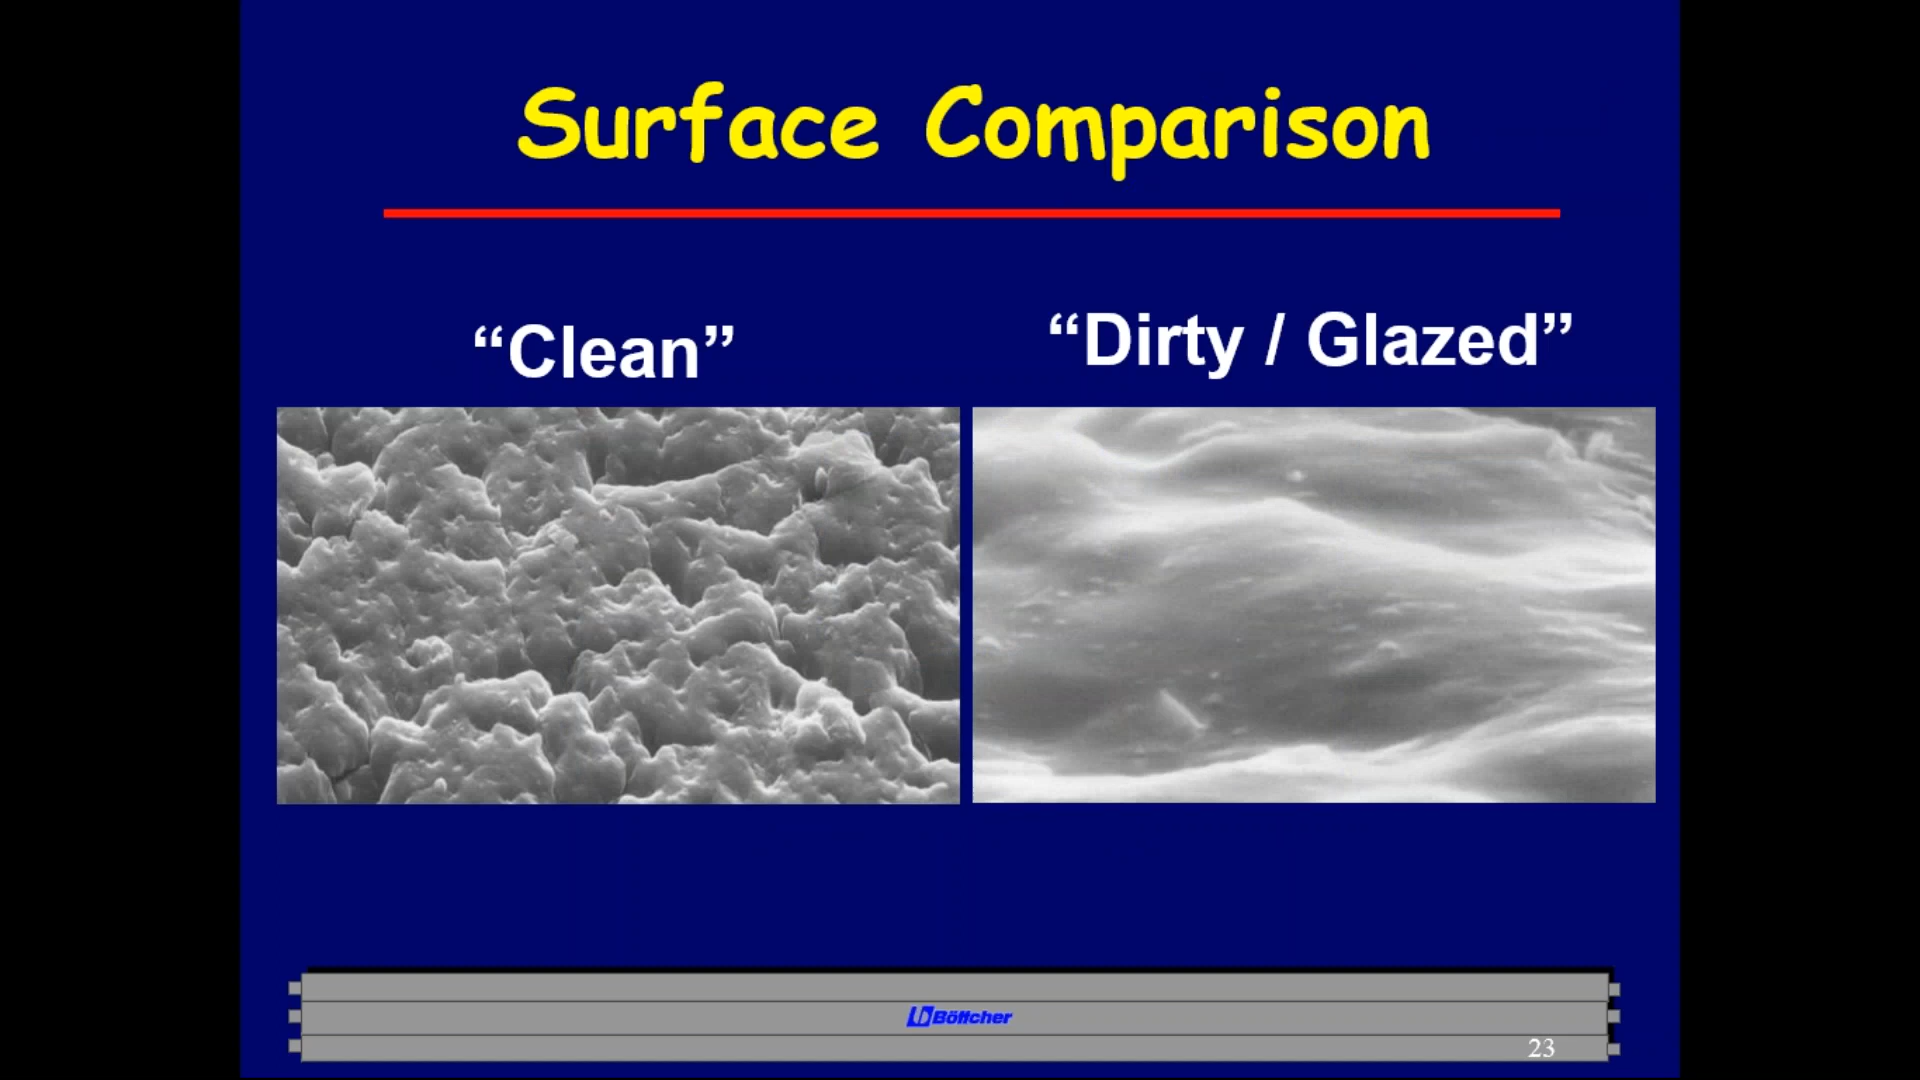 Surface Comparison
“Clean”
“Dirty / Glazed”
Böttcher
23